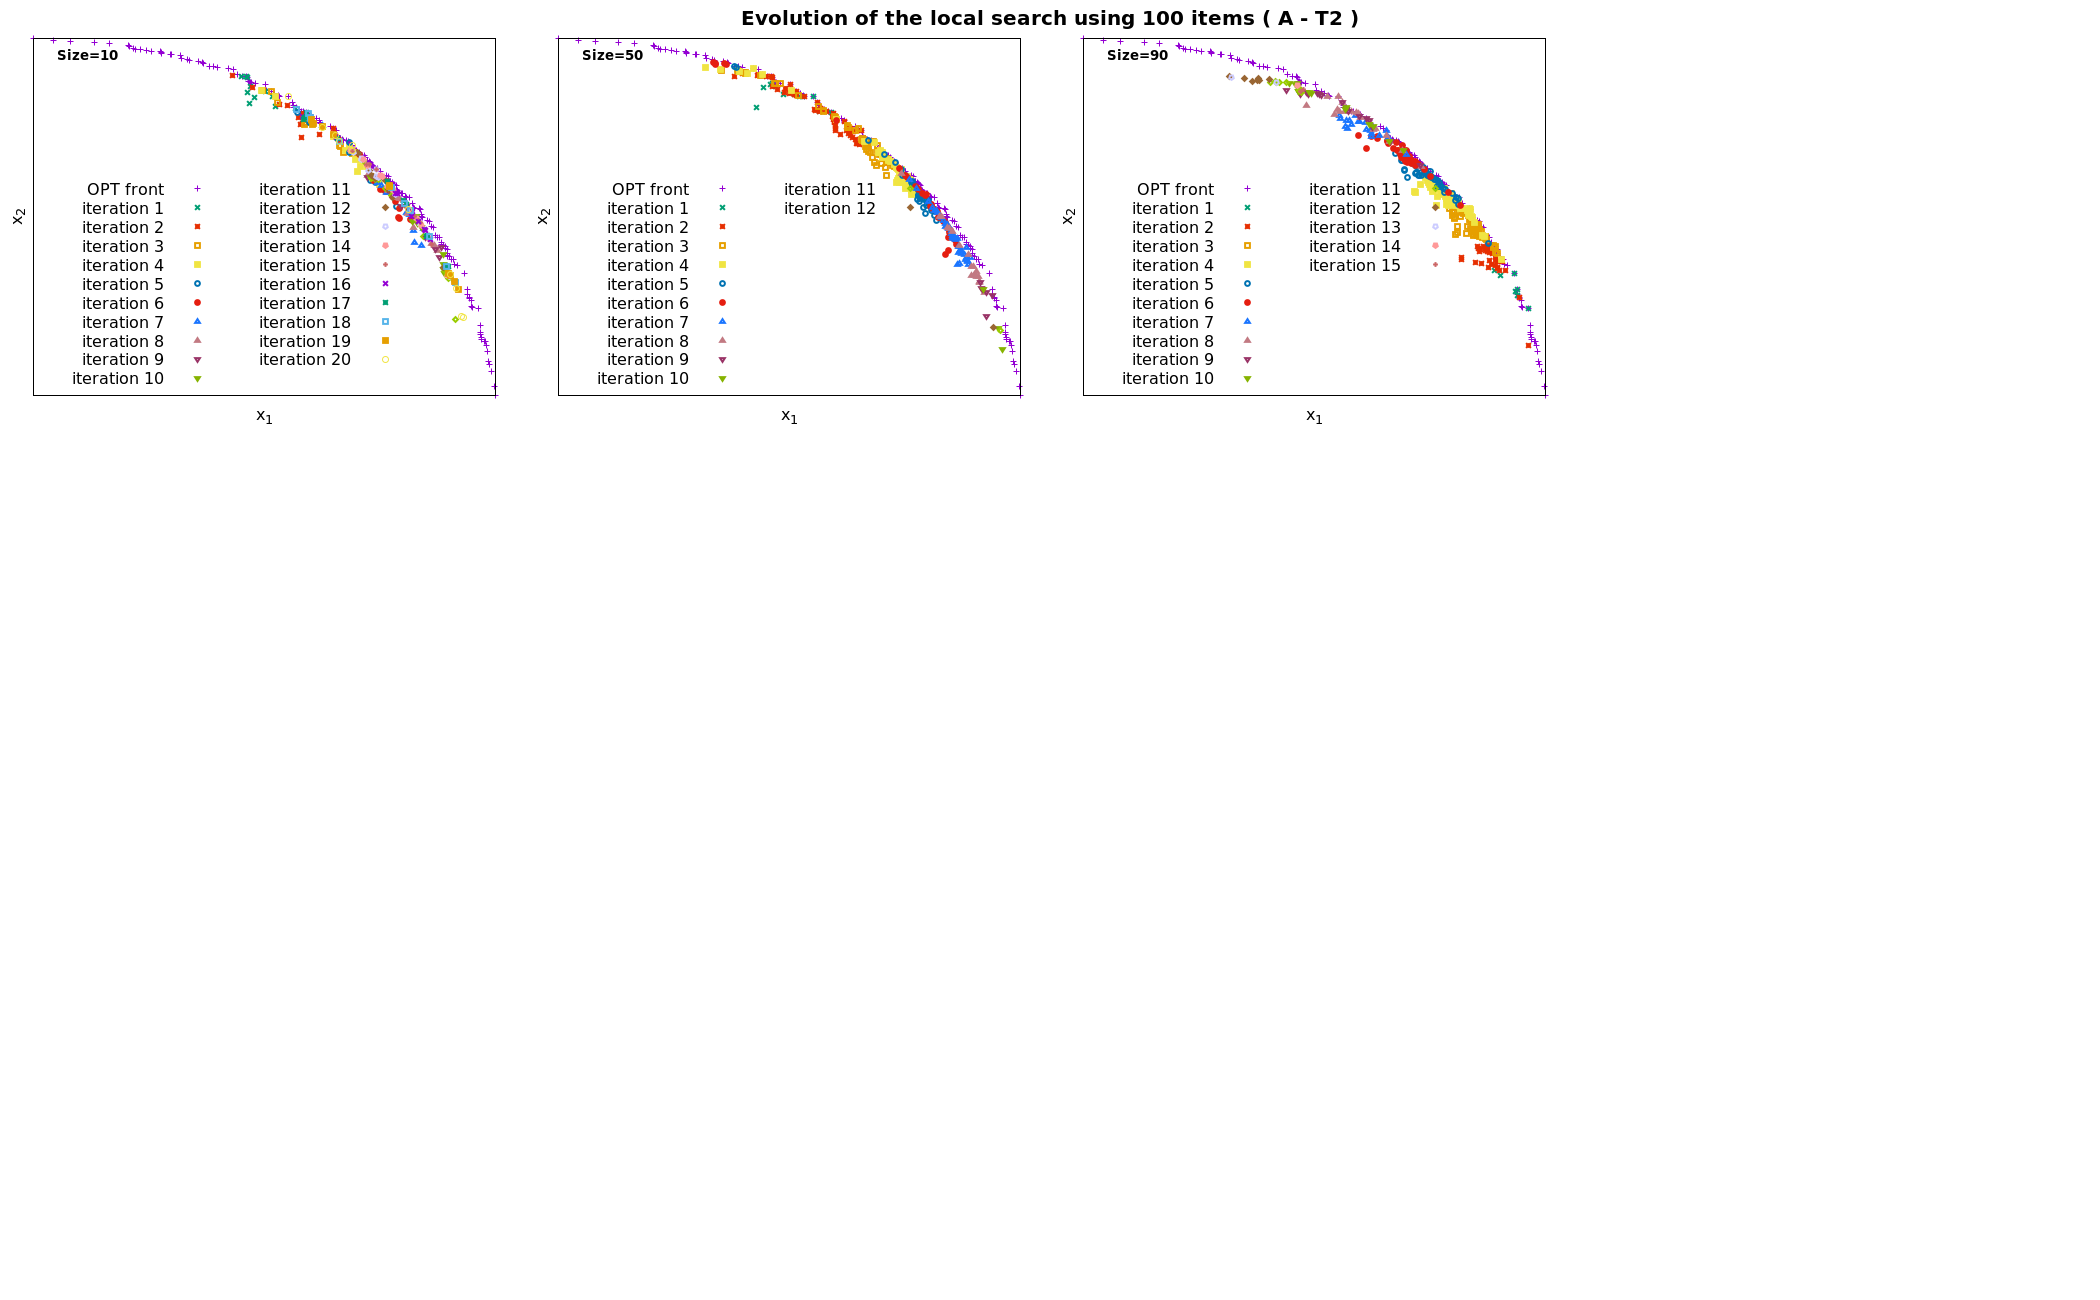 Evolution of the local search using 100 items ( A - T2 )
Size=10
OPT front
iteration 1
iteration 2
iteration 3
iteration 4
iteration 5
iteration 6
iteration 7
iteration 8
iteration 9
iteration 10
iteration 11
iteration 12
iteration 13
iteration 14
iteration 15
iteration 16
iteration 17
iteration 18
iteration 19
iteration 20
x2
x1
Size=50
OPT front
iteration 1
iteration 2
iteration 3
iteration 4
iteration 5
iteration 6
iteration 7
iteration 8
iteration 9
iteration 10
iteration 11
iteration 12
x2
x1
Size=90
OPT front
iteration 1
iteration 2
iteration 3
iteration 4
iteration 5
iteration 6
iteration 7
iteration 8
iteration 9
iteration 10
iteration 11
iteration 12
iteration 13
iteration 14
iteration 15
x2
x1